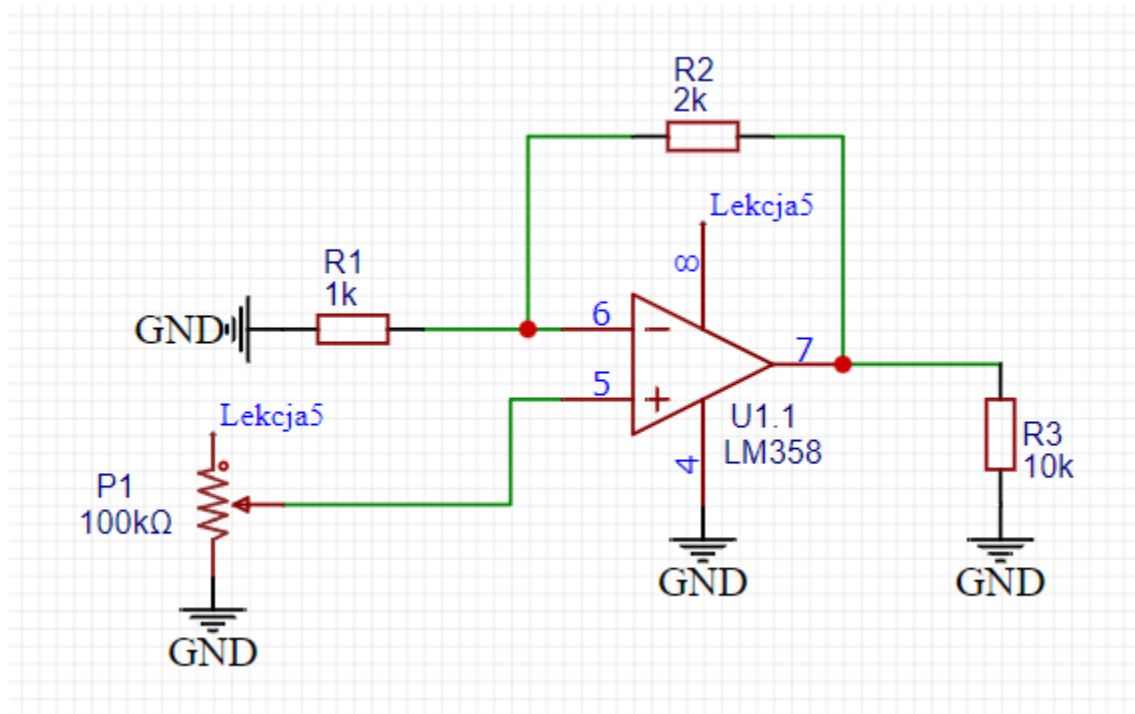 R2
2k
Lekcja5
8
R1
1k
GND
6
5
7
Lekcja5
U1.1
LM358
4
R3
10k
P1
100kΩ
GND
GND
GND